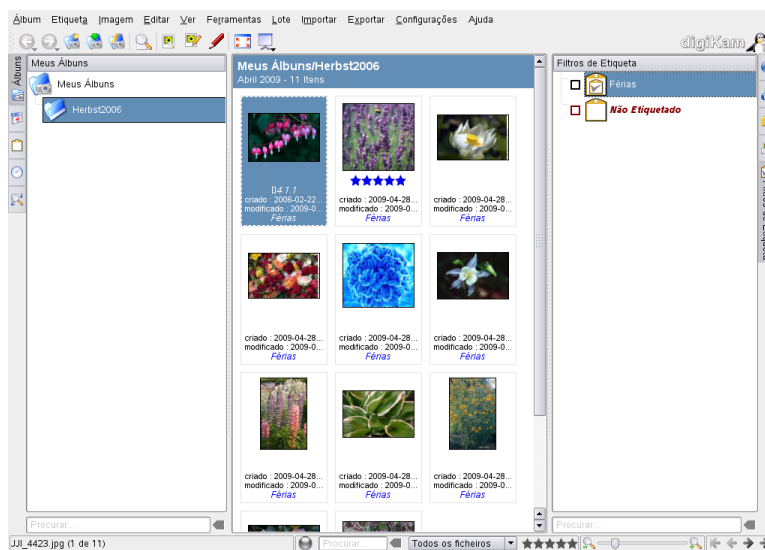 Álbum Etiqueta Imagem Editar Ver Ferramentas Lote Importar Exportar Configurações Ajuda
digiKam
Álbuns
Meus Álbuns
Meus Álbuns
Herbst2006
Meus Álbuns/Herbst2006
Abril 2009 - 11 Itens
4.1.1
criado : 2006-02-22...
modificado : 2009-0...
Férias
criado : 2009-04-28...
modificado : 2009-0...
Férias
criado : 2009-04-28...
modificado : 2009-0...
Férias
criado : 2009-04-28...
modificado : 2009-0...
Férias
criado : 2009-04-28...
modificado : 2009-0...
Férias
criado : 2009-04-28...
modificado : 2009-0...
Férias
criado : 2009-04-28...
modificado : 2009-0...
Férias
criado : 2009-04-28...
modificado : 2009-0...
Férias
criado : 2009-04-28...
modificado : 2009-0...
Férias
Filtros de Etiqueta
Férias
Não Etiquetado
Etiqueta
Procurar...
Procurar...
JJI_4423.jpg (1 de 11)
Procurar...
Todos os ficheiros